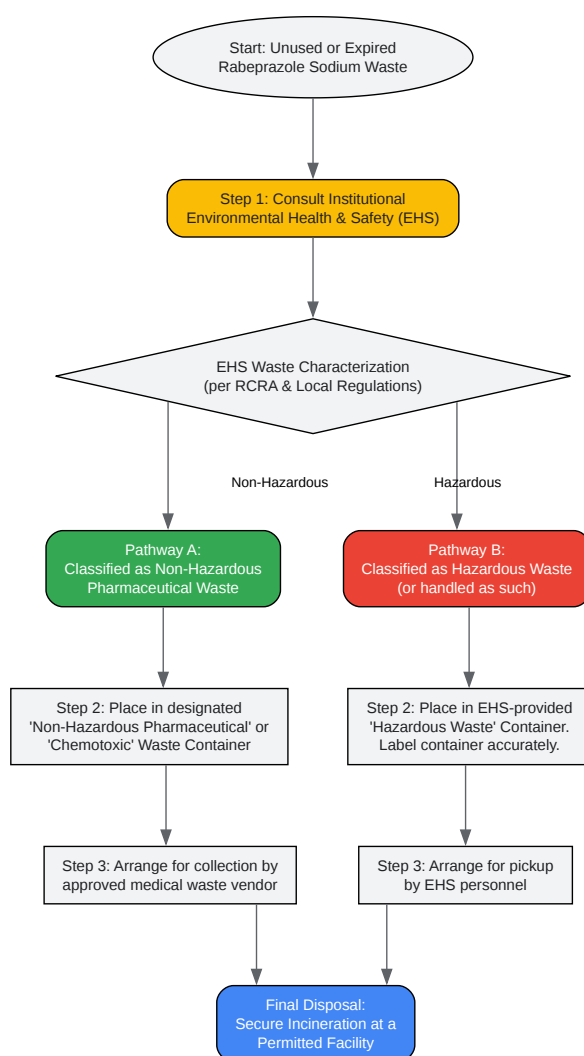 Start: Unused or Expired
Rabeprazole Sodium Waste
Step 1: Consult Institutional
Environmental Health & Safety (EHS)
EHS Waste Characterization
(per RCRA & Local Regulations)
Non-Hazardous
Hazardous
Pathway A:
Classified as Non-Hazardous
Pharmaceutical Waste
Pathway B:
Classified as Hazardous Waste
(or handled as such)
Step 2: Place in designated
'Non-Hazardous Pharmaceutical' or
'Chemotoxic' Waste Container
Step 2: Place in EHS-provided
'Hazardous Waste' Container.
Label container accurately.
Step 3: Arrange for collection by
approved medical waste vendor
Step 3: Arrange for pickup
by EHS personnel
Final Disposal:
Secure Incineration at a
Permitted Facility